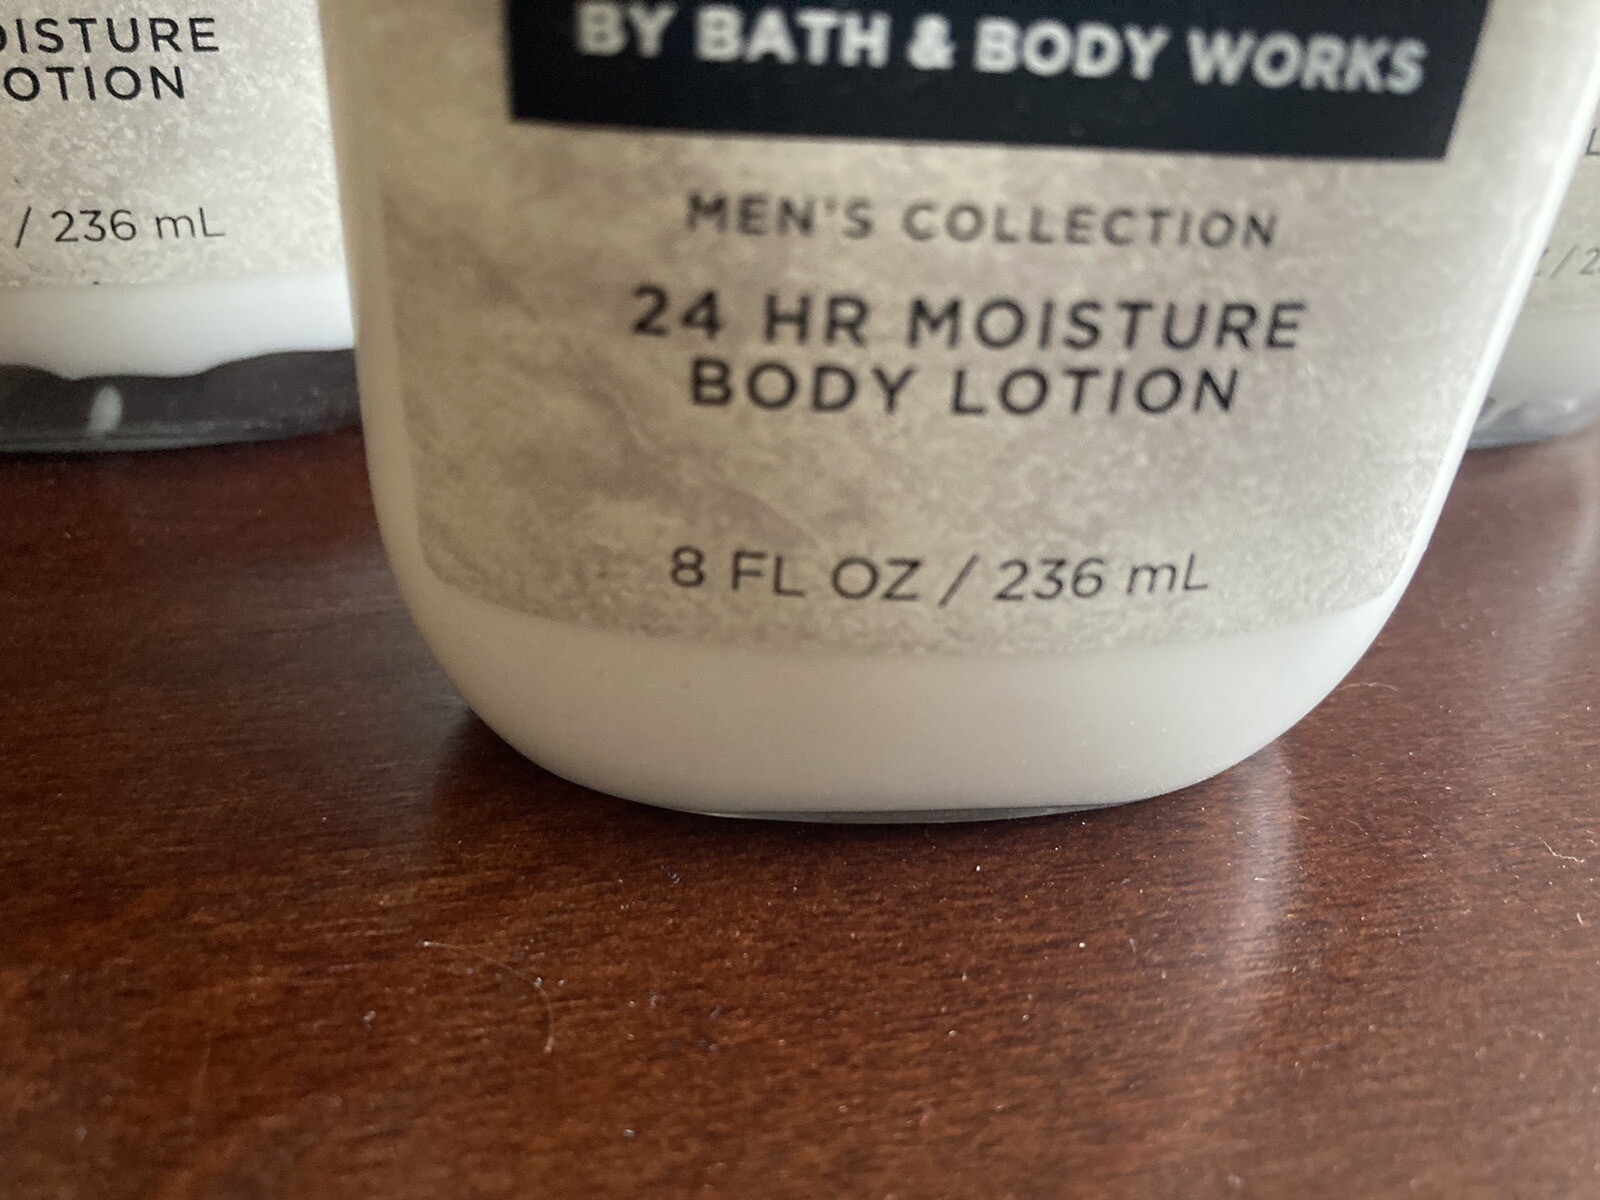 BY BATH & BODY WORKS
MEN'S COLLECTION
24 HR MOISTURE
BODY LOTION
8 FL OZ / 236 mL
OISTURE
OTION
/ 236 mL